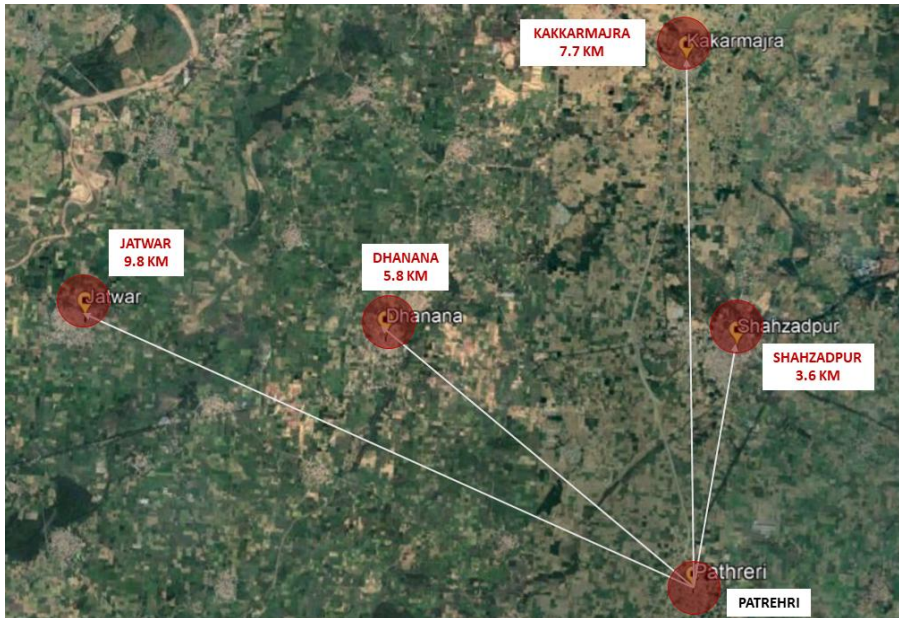 KAKKARMAJRA
7.7 KM
Kakarmajra
JATWAR
9.8 KM
Jatwar
DHANANA
5.8 KM
Dhanana
Shahzadpur
SHAHZADPUR
3.6 KM
Pathreri
PATREHRI